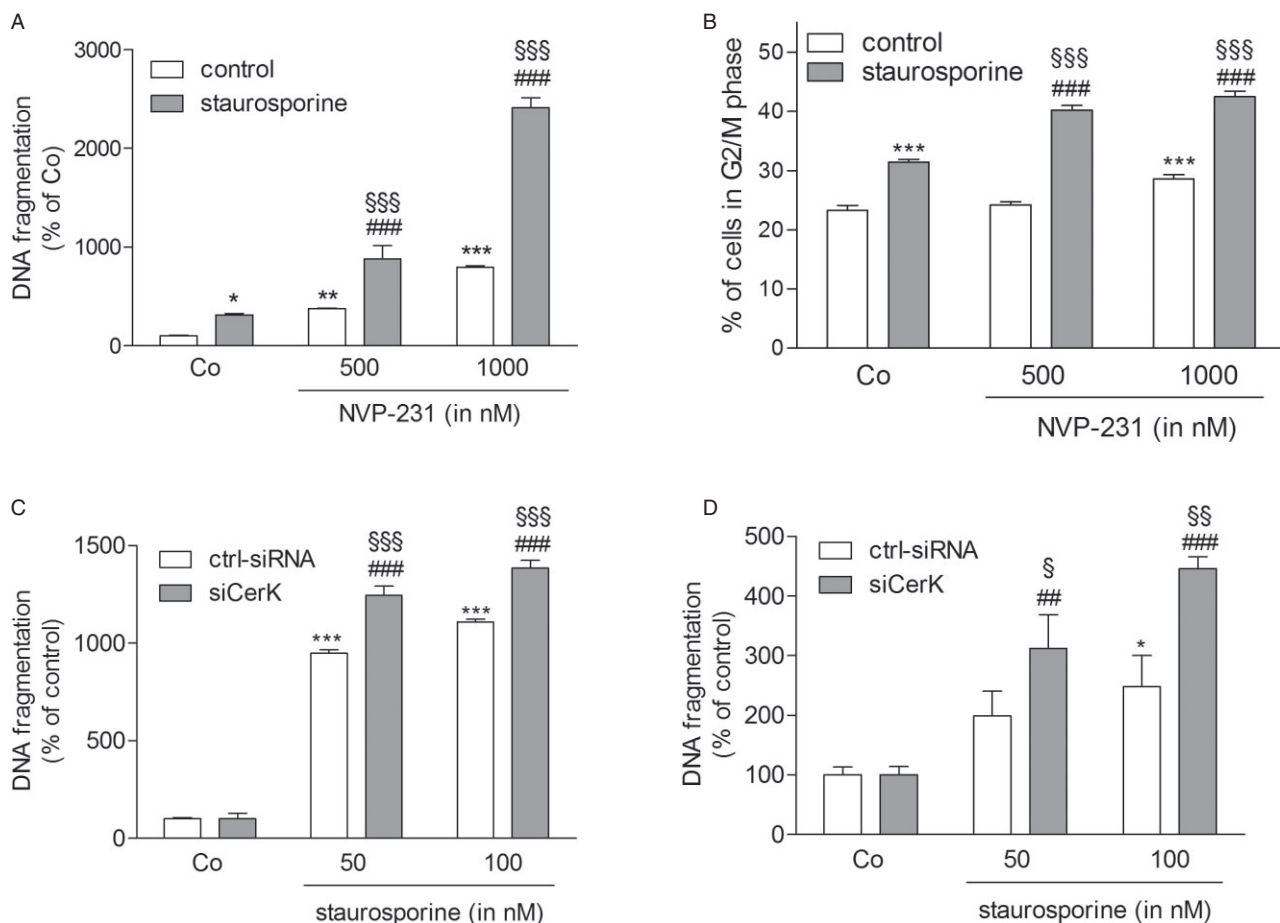 A
DNA fragmentation
(% of Co)
3000
2000
1000
0
control
staurosporine
*
**
§§§
###
***
§§§
###
Co
500
1000
NVP-231 (in nM)
B
% of cells in G2/M phase
50
40
30
20
10
0
control
staurosporine
***
§§§
###
***
§§§
###
Co
500
1000
NVP-231 (in nM)
C
DNA fragmentation
(% of control)
1500
1000
500
0
ctrl-siRNA
siCerK
***
§§§
###
***
§§§
###
Co
50
100
staurosporine (in nM)
D
DNA fragmentation
(% of control)
500
400
300
200
100
0
ctrl-siRNA
siCerK
§
##
*
§§
###
Co
50
100
staurosporine (in nM)